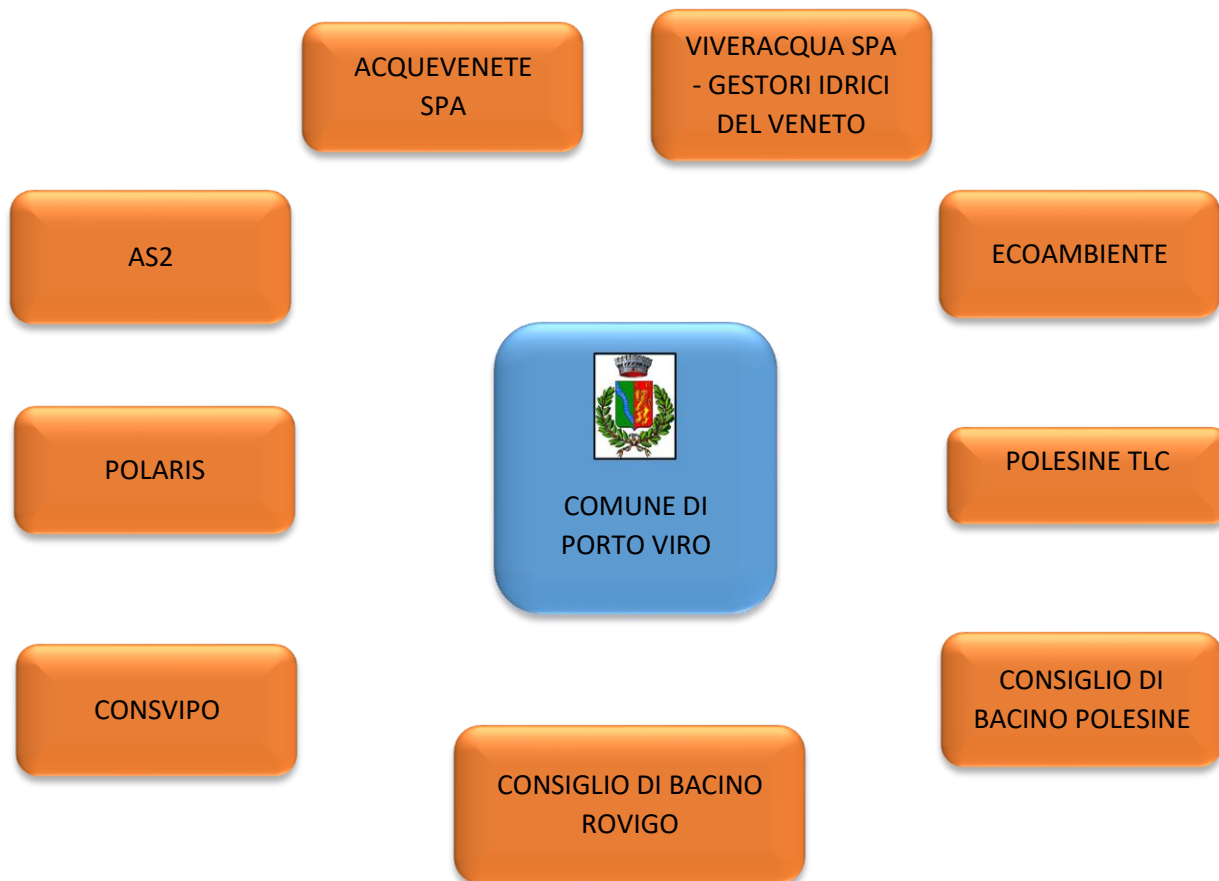 ACQUEVENETE
SPA
VIVERACQUA SPA
- GESTORI IDRICI
DEL VENETO
AS2
ECOAMBIENTE
COMUNE DI
PORTO VIRO
POLARIS
POLESINE TLC
CONSVIPO
CONSIGLIO DI
BACINO POLESINE
CONSIGLIO DI BACINO
ROVIGO